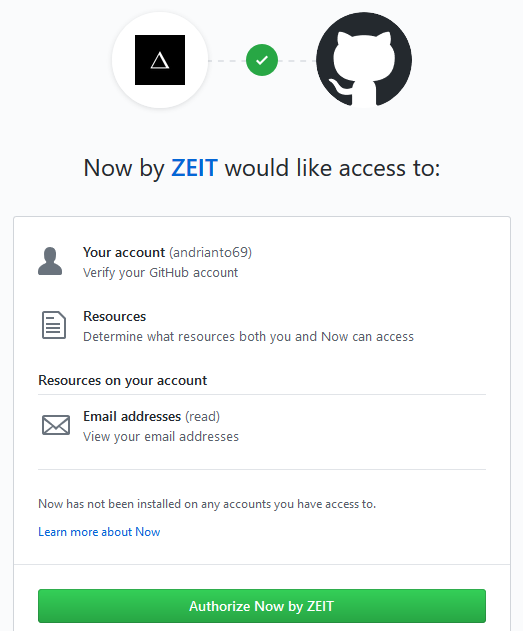 Now by ZEIT would like access to:
Your account (andrianto69)
Verify your GitHub account
Resources
Determine what resources both you and Now can access
Resources on your account
Email addresses (read)
View your email addresses
Now has not been installed on any accounts you have access to.
Learn more about Now
Authorize Now by ZEIT